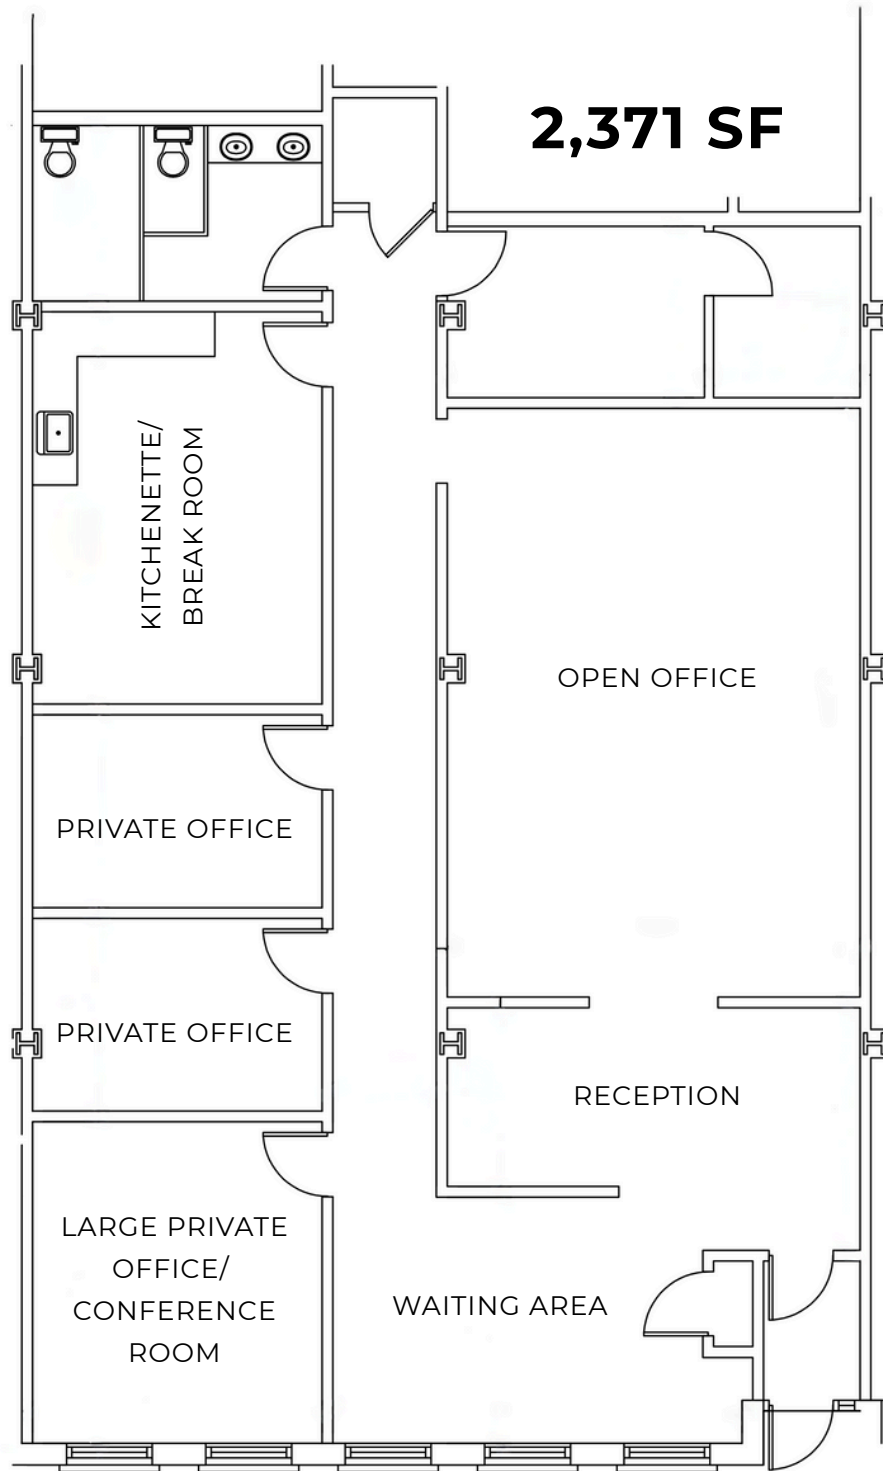 2,371 SF
KITCHENETTE/
BREAK ROOM
OPEN OFFICE
PRIVATE OFFICE
PRIVATE OFFICE
RECEPTION
LARGE PRIVATE
OFFICE/
CONFERENCE
ROOM
WAITING AREA